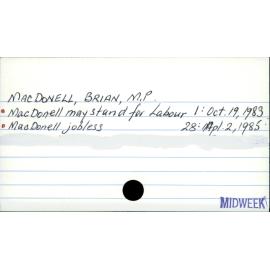 MACDONELL, BRIAN, M.P.
• MacDonell may stand for Labour 1: Oct. 19, 1983
• MacDonell jobless 28: Apl. 2, 1985
MIDWEEK